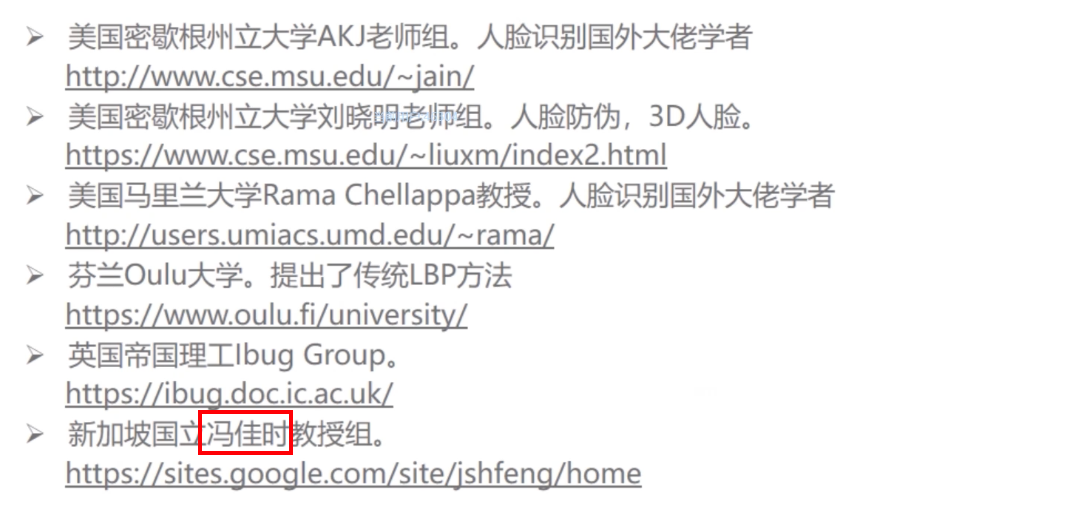 ➢ 美国密歇根州立大学AKJ老师组。人脸识别国外大佬学者
http://www.cse.msu.edu/~jain/
➢ 美国密歇根州立大学刘晓明老师组。人脸防伪，3D人脸。
https://www.cse.msu.edu/~liuxm/index2.html
➢ 美国马里兰大学Rama Chellappa教授。人脸识别国外大佬学者
http://users.umiacs.umd.edu/~rama/
➢ 芬兰Oulu大学。提出了传统LBP方法
https://www.oulu.fi/university/
➢ 英国帝国理工Ibug Group。
https://ibug.doc.ic.ac.uk/
➢ 新加坡国立冯佳时教授组。
https://sites.google.com/site/jshfeng/home